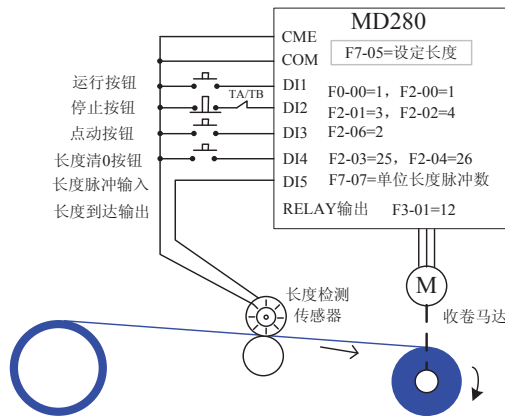 MD280
CME
F7-05=设定长度
COM
运行按钮
DI1
F0-00=1，F2-00=1
停止按钮
TA/TB
DI2
F2-01=3，F2-02=4
点动按钮
DI3
F2-06=2
长度清0按钮
DI4
F2-03=25，F2-04=26
长度脉冲输入
DI5
F7-07=单位长度脉冲数
长度到达输出
RELAY输出
F3-01=12
M
长度检测
传感器
收卷马达